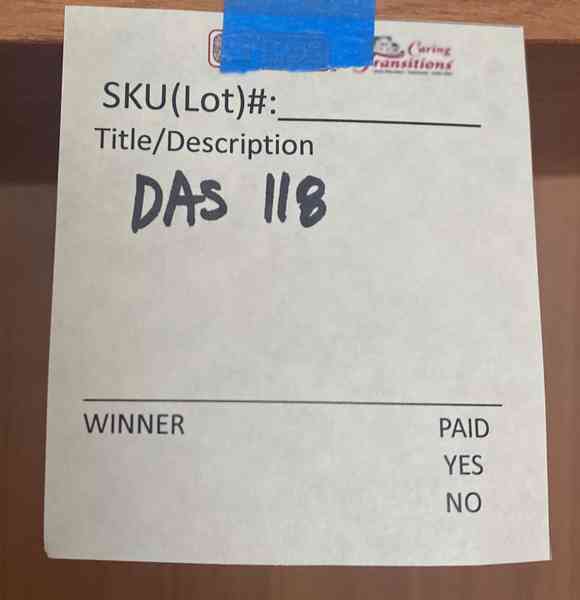 Caring
Transitions
SKU(Lot)#:
Title/Description
DAS 118
WINNER PAID
YES
NO